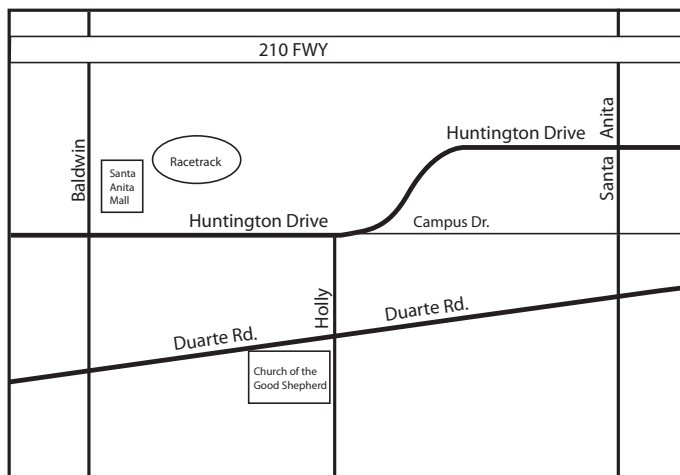 210 FWY
Huntington Drive
Santa Anita
Baldwin
Racetrack
Santa
Anita
Mall
Huntington Drive
Campus Dr.
Holly
Duarte Rd.
Duarte Rd.
Church of the
Good Shepherd